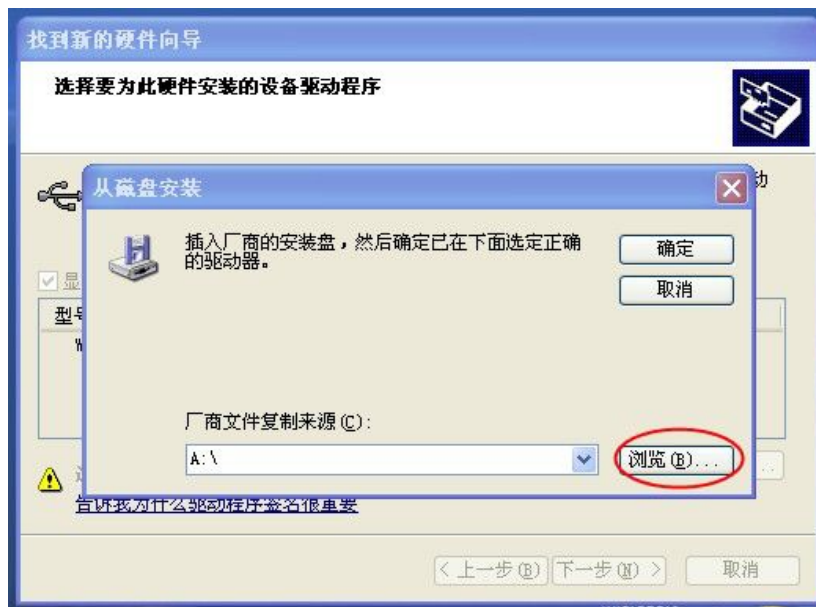 找到新的硬件向导
选择要为此硬件安装的设备驱动程序
动
从磁盘安装
插入厂商的安装盘，然后确定已在下面选定正确
的驱动器。
确定
取消
显
型号
厂商文件复制来源(C):
A:\
浏览(B)...
告诉我为什么驱动程序签名很重要
< 上一步(B)
下一步(N) >
取消